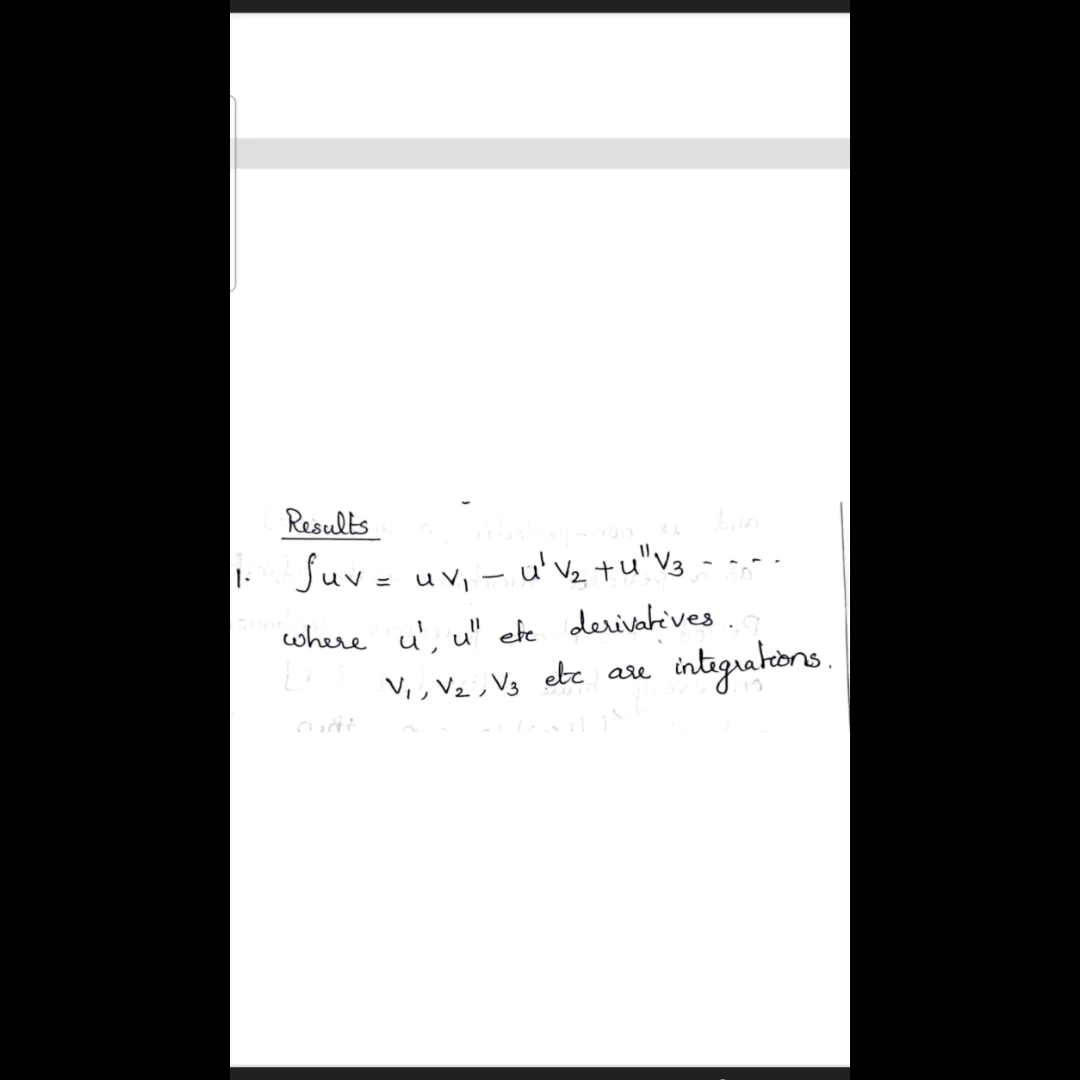 Results
1. ∫uv = uv₁ - u'v₂ + u''v₃ - - - - -
where u', u'' etc derivatives.
v₁, v₂, v₃ etc are integrations.